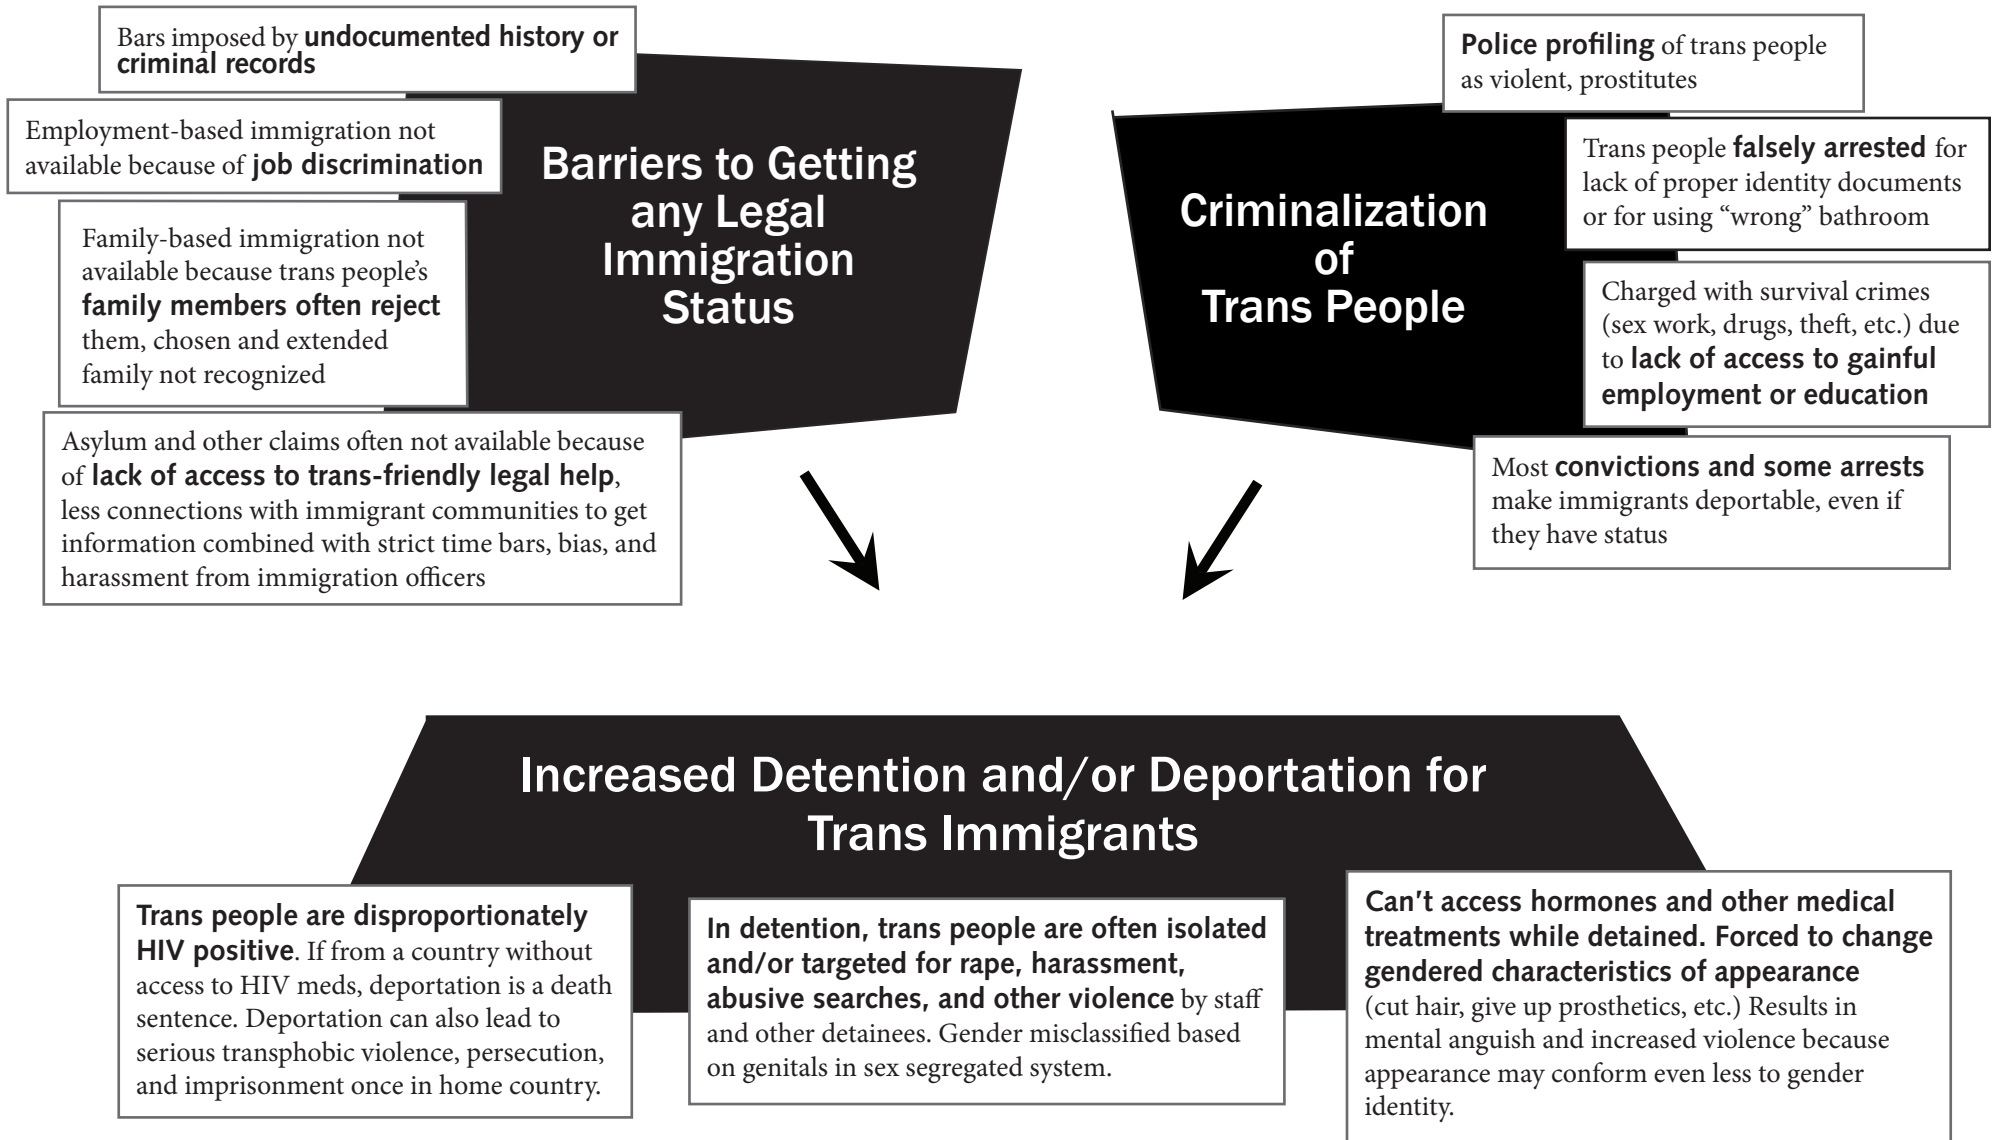 Bars imposed by undocumented history or
criminal records
Employment-based immigration not
available because of job discrimination
Family-based immigration not
available because trans people’s
family members often reject
them, chosen and extended
family not recognized
Asylum and other claims often not available because
of lack of access to trans-friendly legal help,
less connections with immigrant communities to get
information combined with strict time bars, bias, and
harassment from immigration officers
Barriers to Getting
any Legal
Immigration
Status
Criminalization
of
Trans People
Police profiling of trans people
as violent, prostitutes
Trans people falsely arrested for
lack of proper identity documents
or for using “wrong” bathroom
Charged with survival crimes
(sex work, drugs, theft, etc.) due
to lack of access to gainful
employment or education
Most convictions and some arrests
make immigrants deportable, even if
they have status
Increased Detention and/or Deportation for
Trans Immigrants
Trans people are disproportionately
HIV positive. If from a country without
access to HIV meds, deportation is a death
sentence. Deportation can also lead to
serious transphobic violence, persecution,
and imprisonment once in home country.
In detention, trans people are often isolated
and/or targeted for rape, harassment,
abusive searches, and other violence by staff
and other detainees. Gender misclassified based
on genitals in sex segregated system.
Can’t access hormones and other medical
treatments while detained. Forced to change
gendered characteristics of appearance
(cut hair, give up prosthetics, etc.) Results in
mental anguish and increased violence because
appearance may conform even less to gender
identity.